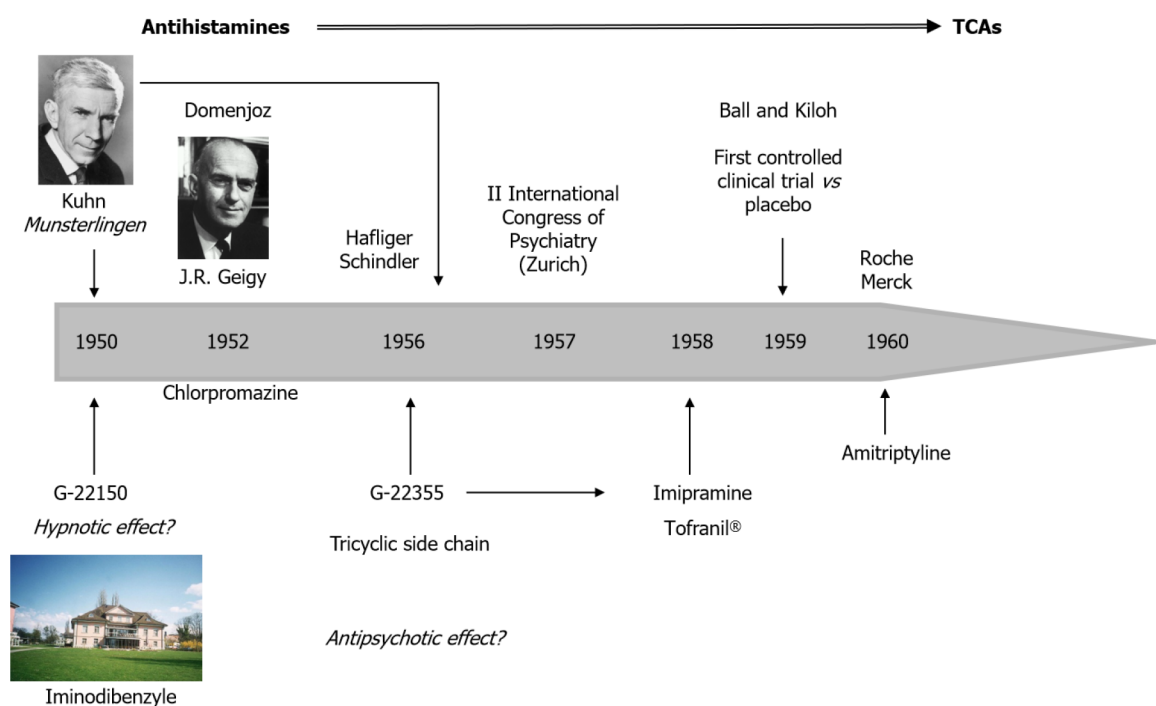 Antihistamines
TCAs
Kuhn
Munsterlingen
Domenjoz
J.R. Geigy
Hafliger
Schindler
II International
Congress of
Psychiatry
(Zurich)
Ball and Kiloh
First controlled
clinical trial vs
placebo
Roche
Merck
1950
1952
1956
1957
1958
1959
1960
Chlorpromazine
Amitriptyline
G-22150
Hypnotic effect?
G-22355
Tricyclic side chain
Imipramine
Tofranil®
Antipsychotic effect?
Iminodibenzyle